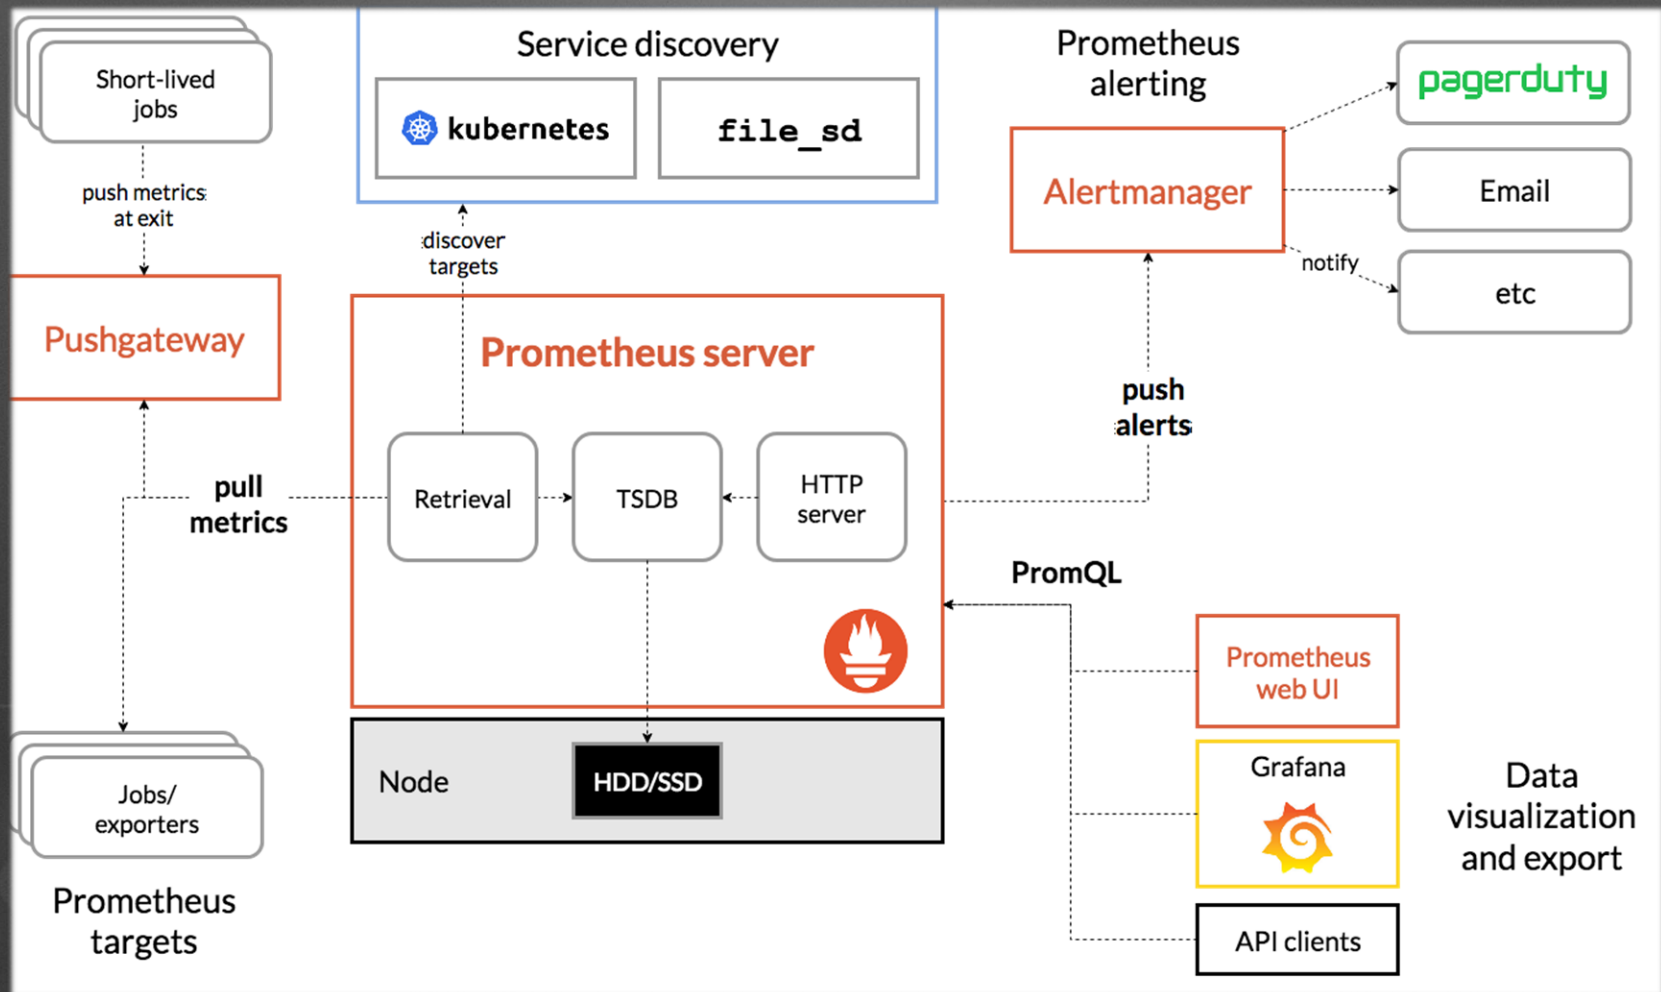 Short-lived
jobs
push metrics
at exit
Pushgateway
pull
metrics
Jobs/
exporters
Prometheus
targets
Service discovery
kubernetes
file_sd
discover
targets
Prometheus server
Retrieval
TSDB
HTTP
server
Node
HDD/SSD
Prometheus
alerting
Alertmanager
pagerduty
Email
etc
notify
push
alerts
PromQL
Prometheus
web UI
Grafana
API clients
Data
visualization
and export